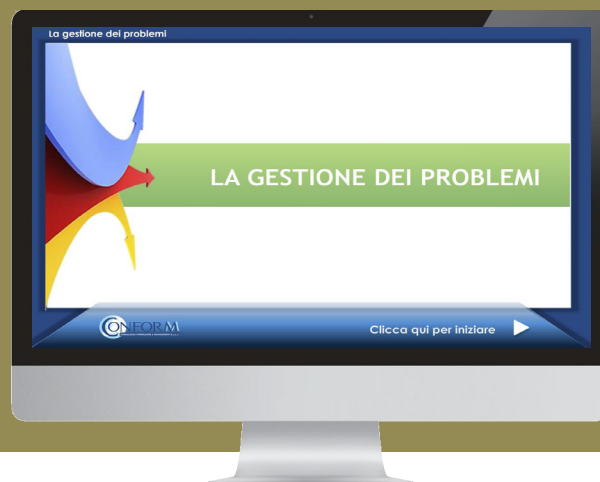 La gestione dei problemi
LA GESTIONE DEI PROBLEMI
CONFORM
Clicca qui per iniziare